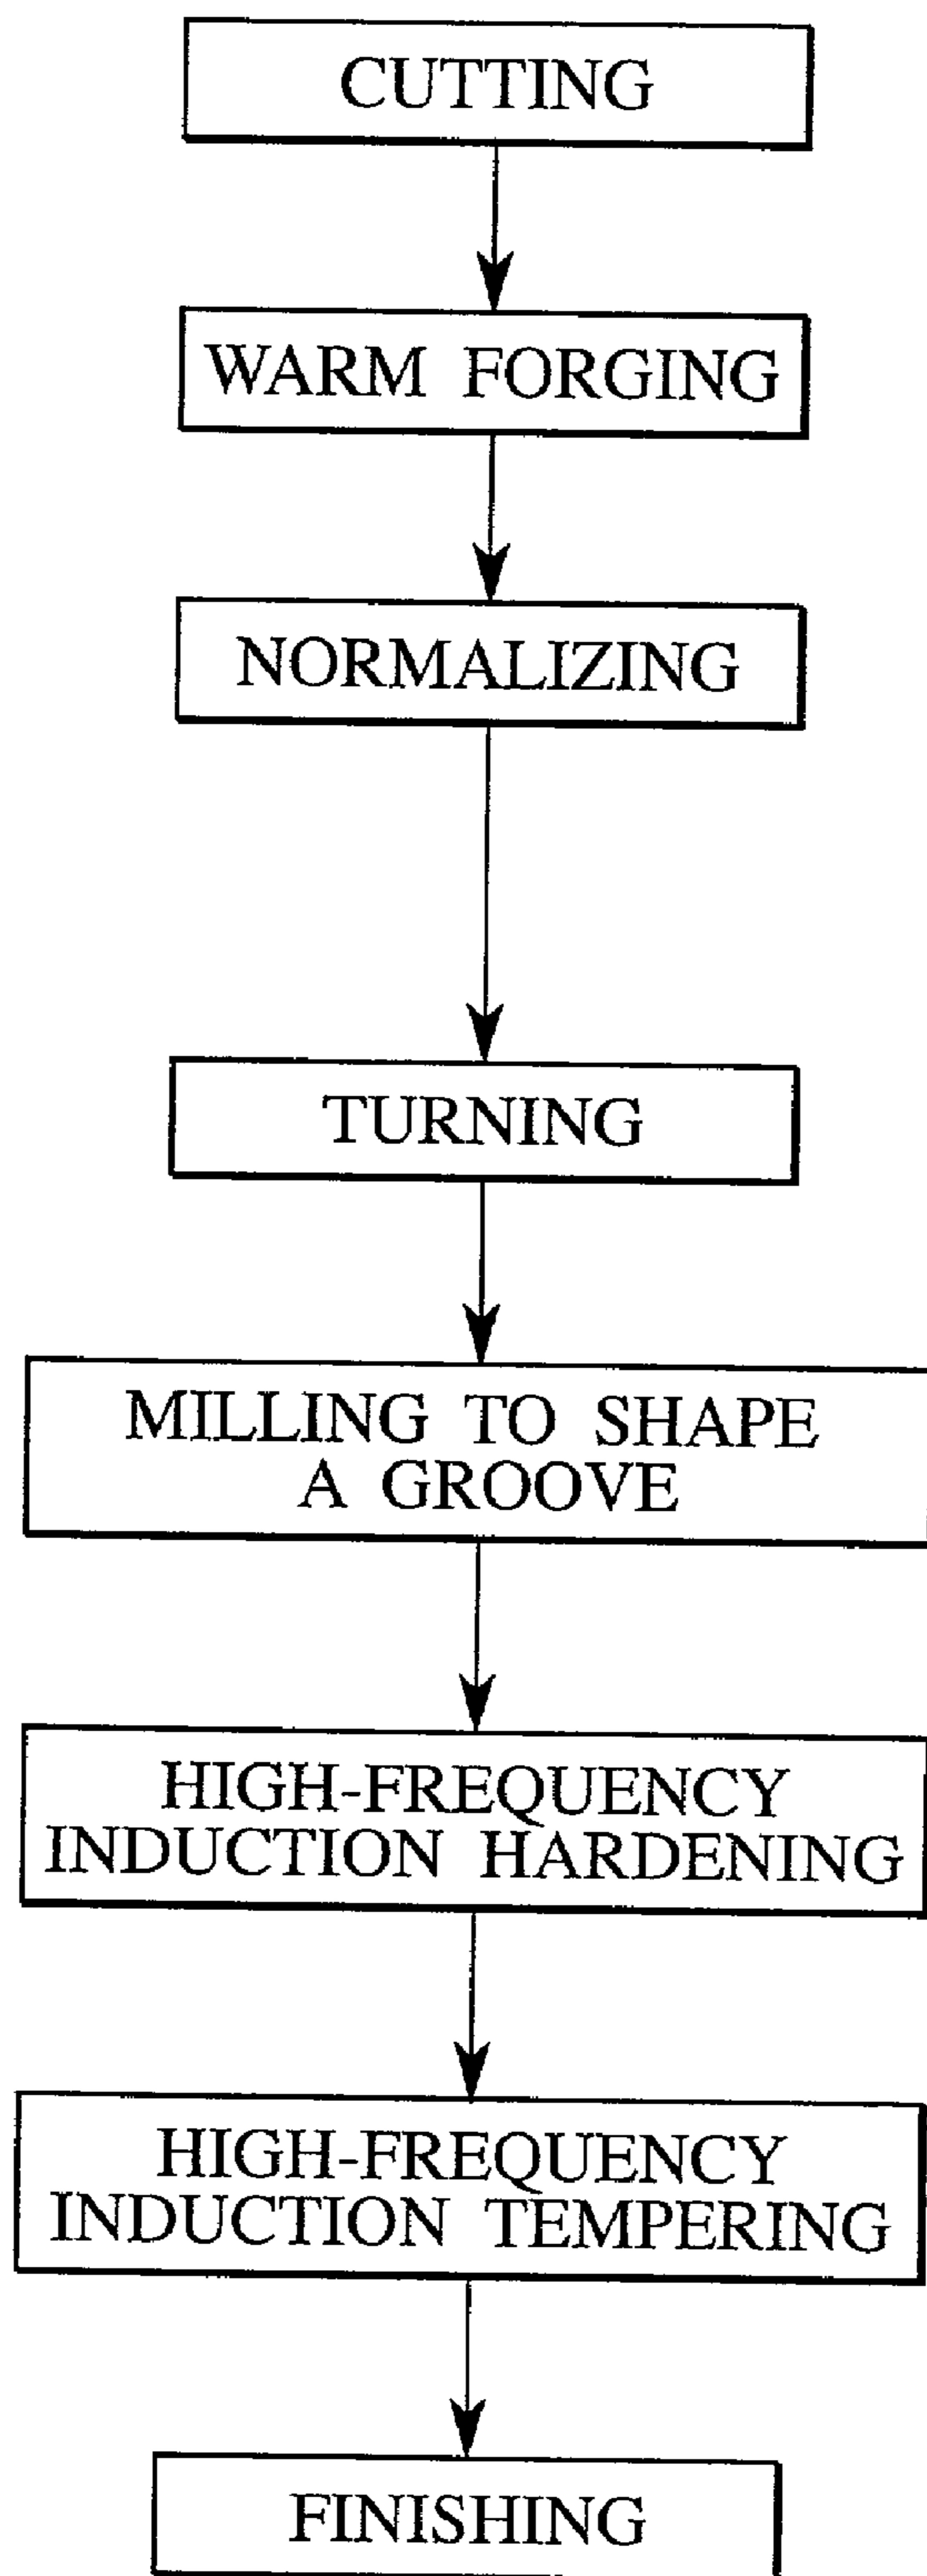 CUTTING
WARM FORGING
NORMALIZING
TURNING
MILLING TO SHAPE
A GROOVE
HIGH-FREQUENCY
INDUCTION HARDENING
HIGH-FREQUENCY
INDUCTION TEMPERING
FINISHING